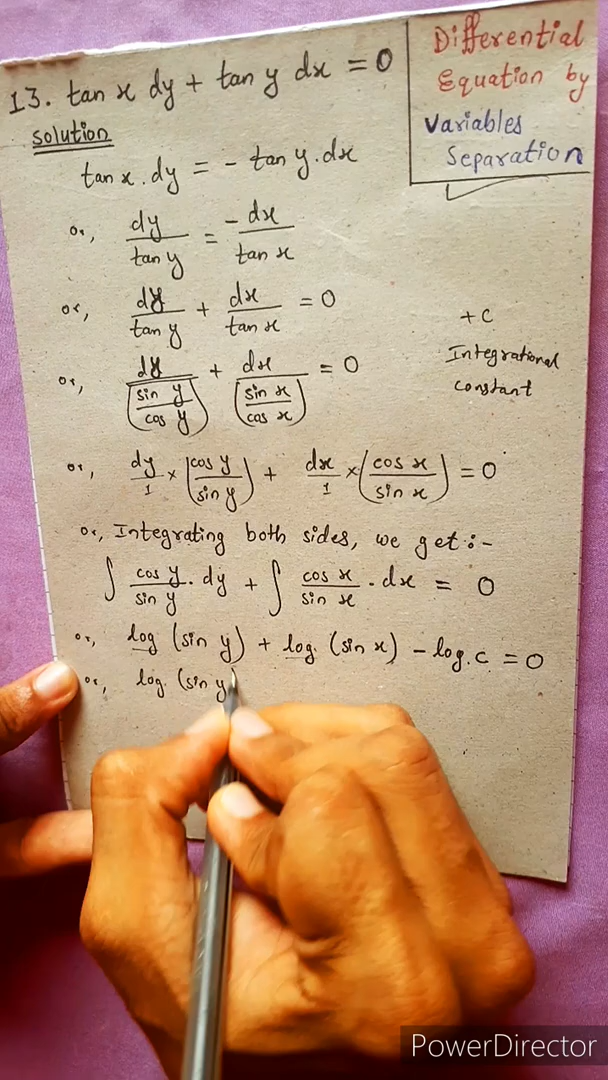 13. tan x dy + tan y dx = 0
Differential
Equation by
Variables
Separation
solution
tan x . dy = - tan y . dx
or, dy/tan y = -dx/tan x
or, dy/tan y + dx/tan x = 0
+ C
Integrational
constant
or, dy/(sin y/cos y) + dx/(sin x/cos x) = 0
or, dy/1 × (cos y/sin y) + dx/1 × (cos x/sin x) = 0
or, Integrating both sides, we get :-
∫ cos y/sin y . dy + ∫ cos x/sin x . dx = 0
or, log (sin y) + log. (sin x) - log. c = 0
or, log. (sin y
PowerDirector